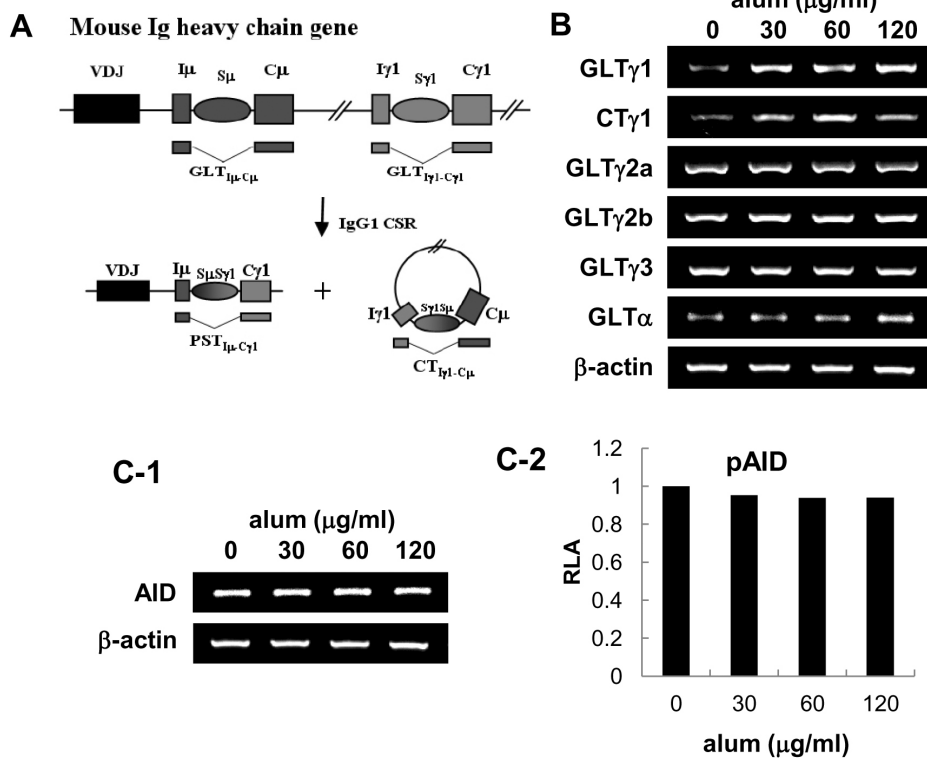 A Mouse Ig heavy chain gene
VDJ Iμ Sμ Cμ Iγ1 Sγ1 Cγ1
GLTIμ-Cμ GLTIγ1-Cγ1
IgG1 CSR
VDJ Iμ SμSγ1 Cγ1 +
PSTIμ-Cγ1
Iγ1 Sγ1Sμ Cμ
CTIγ1-Cμ
B
alum (μg/ml)
0 30 60 120
GLTγ1
CTγ1
GLTγ2a
GLTγ2b
GLTγ3
GLTα
β-actin
C-1
alum (μg/ml)
0 30 60 120
AID
β-actin
C-2
pAID
RLA
1.2
1
0.8
0.6
0.4
0.2
0
0 30 60 120
alum (μg/ml)